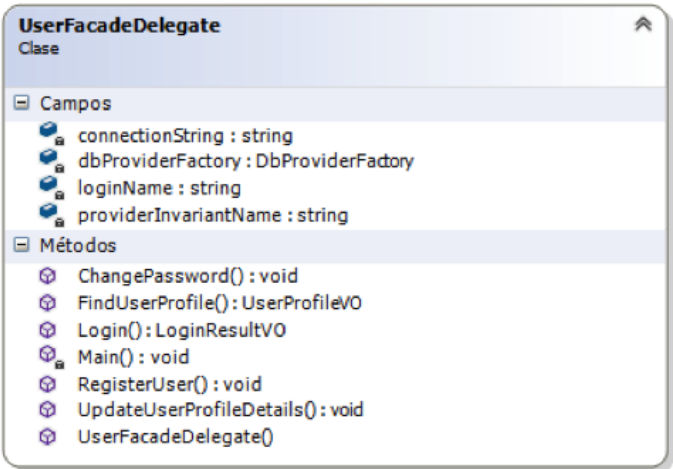 UserFacadeDelegate
Clase
Campos
connectionString : string
dbProviderFactory : DbProviderFactory
loginName : string
providerInvariantName : string
Métodos
ChangePassword() : void
FindUserProfile() : UserProfileVO
Login() : LoginResultVO
Main() : void
RegisterUser() : void
UpdateUserProfileDetails() : void
UserFacadeDelegate()